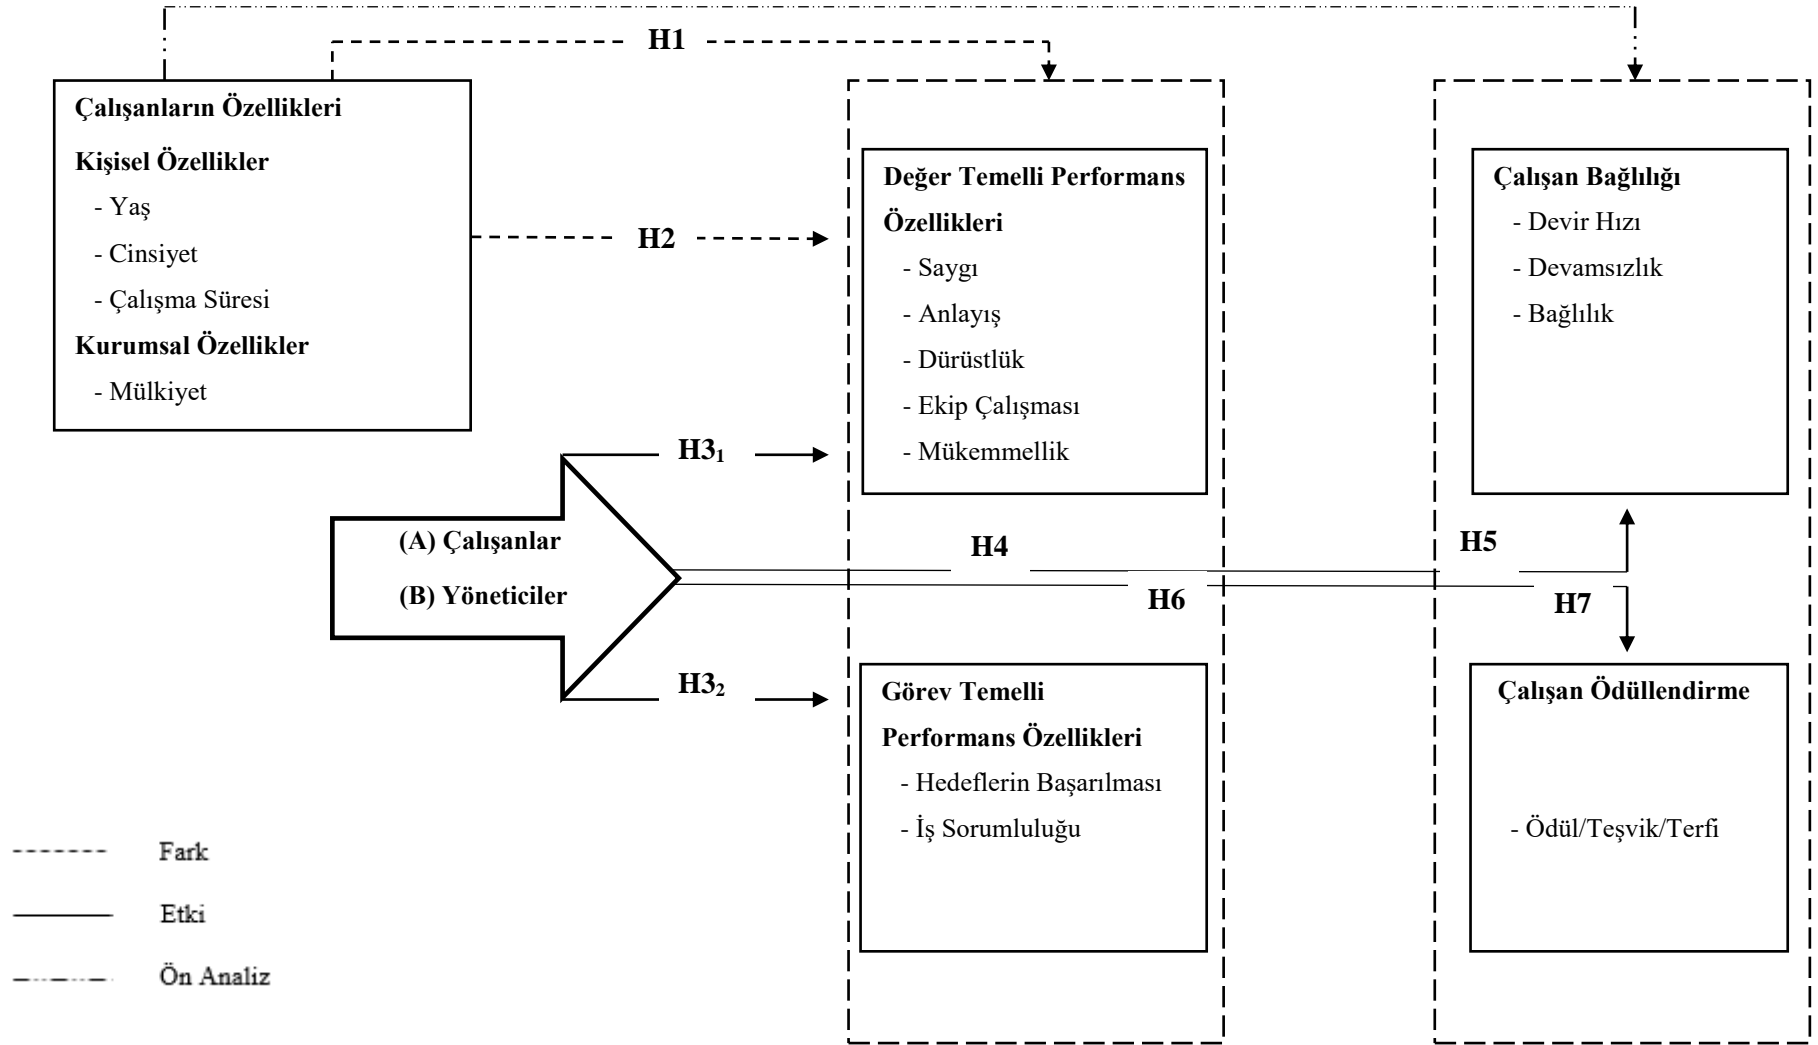 H1
Çalışanların Özellikleri
Kişisel Özellikler
- Yaş
- Cinsiyet
- Çalışma Süresi
Kurumsal Özellikler
- Mülkiyet
H2
Değer Temelli Performans
Özellikleri
- Saygı
- Anlayış
- Dürüstlük
- Ekip Çalışması
- Mükemmellik
Çalışan Bağlılığı
- Devir Hızı
- Devamsızlık
- Bağlılık
H3₁
(A) Çalışanlar
(B) Yöneticiler
H4
H5
H6
H7
H3₂
Görev Temelli
Performans Özellikleri
- Hedeflerin Başarılması
- İş Sorumluluğu
Çalışan Ödüllendirme
- Ödül/Teşvik/Terfi
Fark
Etki
Ön Analiz